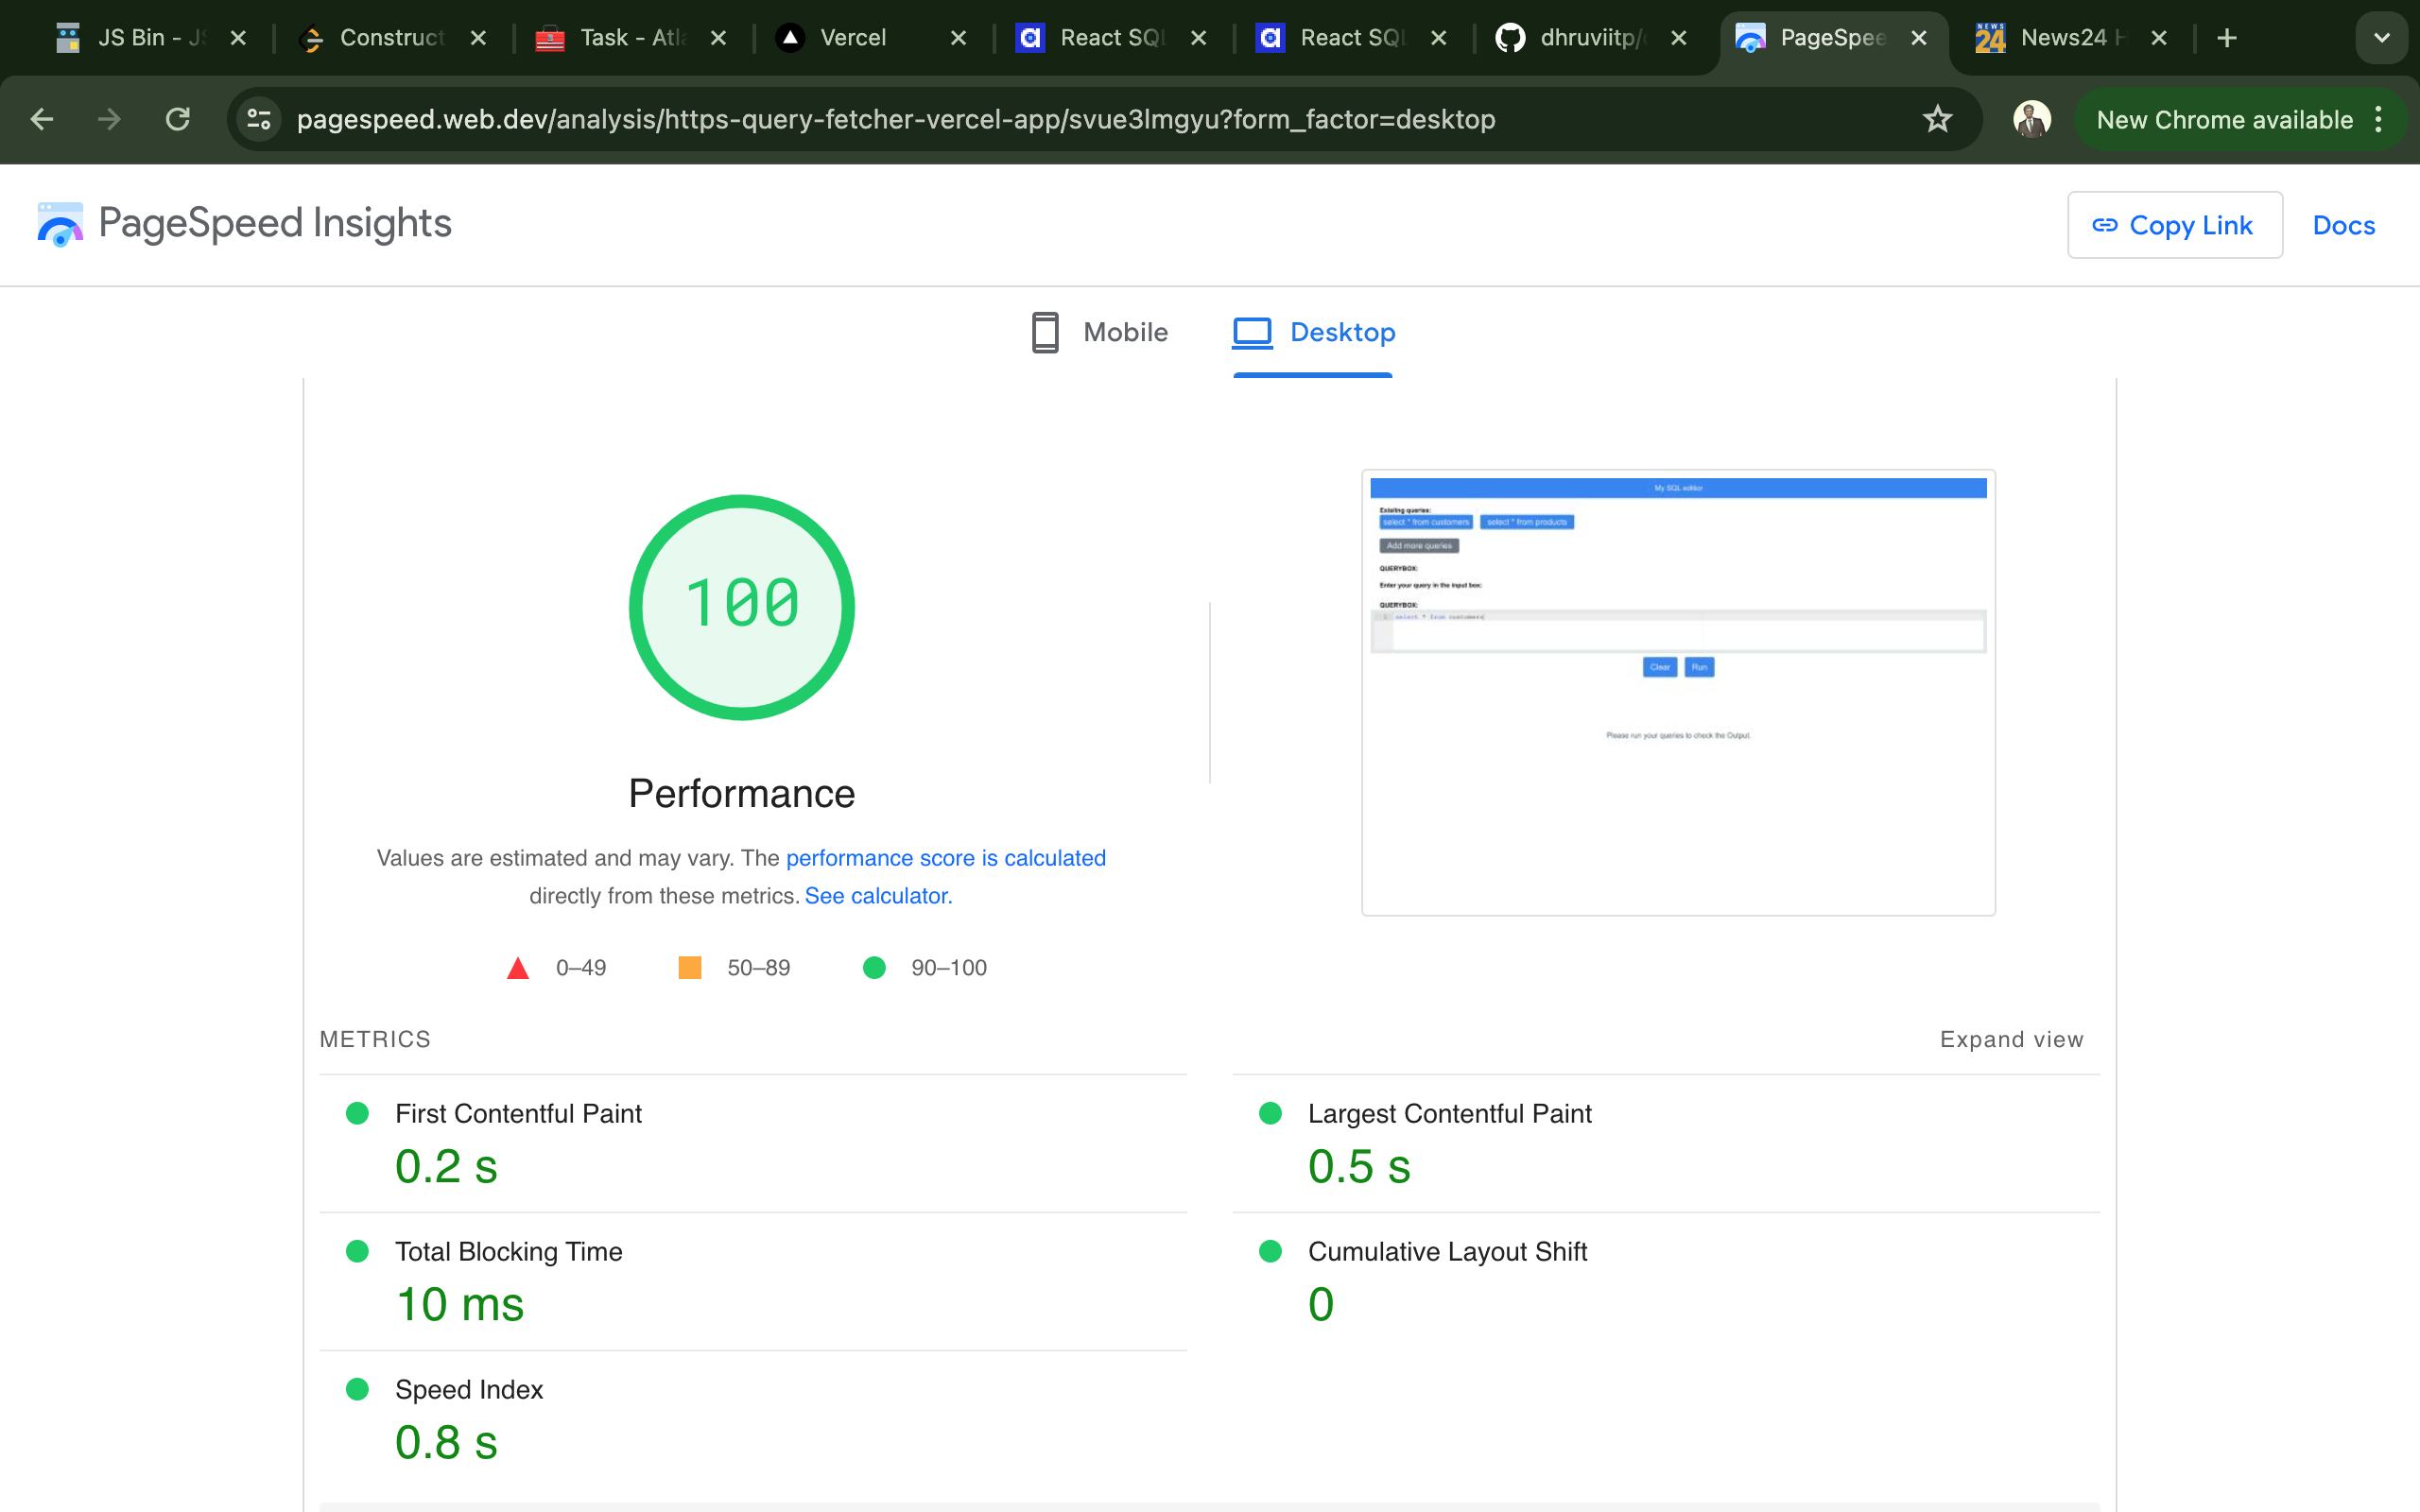 JS Bin - JS
Construct
Task - Atla
Vercel
React SQL
React SQL
dhruviitp/
PageSpee
News24 H
pagespeed.web.dev/analysis/https-query-fetcher-vercel-app/svue3lmgyu?form_factor=desktop
New Chrome available
PageSpeed Insights
Copy Link
Docs
Mobile
Desktop
100
Performance
Values are estimated and may vary. The performance score is calculated
directly from these metrics. See calculator.
0–49
50–89
90–100
My SQL editor
Existing queries:
select * from customers
select * from products
Add more queries
QUERYBOX:
Enter your query in the input box:
QUERYBOX:
1 select * from customers
Clear
Run
Please run your queries to check the Output.
METRICS
Expand view
First Contentful Paint
0.2 s
Largest Contentful Paint
0.5 s
Total Blocking Time
10 ms
Cumulative Layout Shift
0
Speed Index
0.8 s